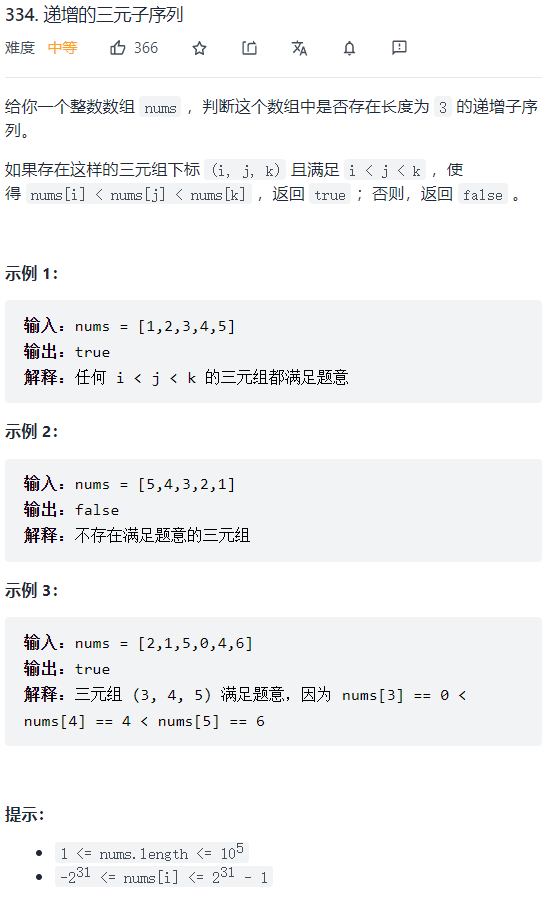 334. 递增的三元子序列
难度 中等 366
给你一个整数数组 nums ，判断这个数组中是否存在长度为 3 的递增子序
列。
如果存在这样的三元组下标 (i, j, k) 且满足 i < j < k ，使
得 nums[i] < nums[j] < nums[k] ，返回 true ；否则，返回 false 。
示例 1：
输入：nums = [1,2,3,4,5]
输出：true
解释：任何 i < j < k 的三元组都满足题意
示例 2：
输入：nums = [5,4,3,2,1]
输出：false
解释：不存在满足题意的三元组
示例 3：
输入：nums = [2,1,5,0,4,6]
输出：true
解释：三元组 (3, 4, 5) 满足题意，因为 nums[3] == 0 <
nums[4] == 4 < nums[5] == 6
提示：
• 1 <= nums.length <= 10⁵
• -2³¹ <= nums[i] <= 2³¹ - 1